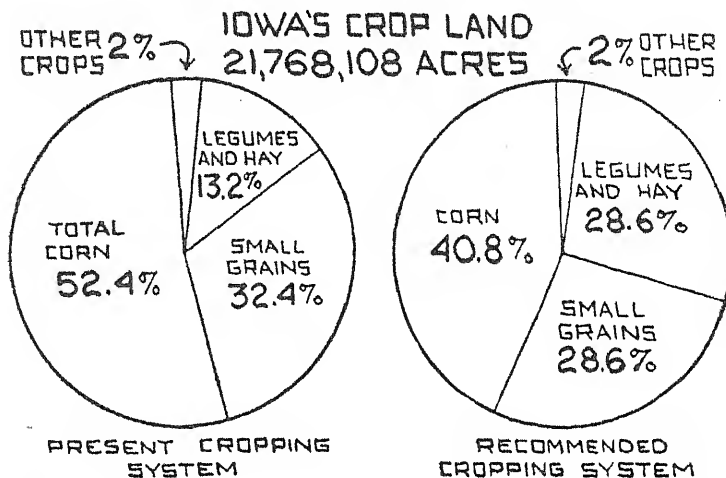 IOWA'S CROP LAND
21,768,108 ACRES
OTHER 2%
CROPS
LEGUMES
AND HAY
13.2%
TOTAL
CORN
52.4%
SMALL
GRAINS
32.4%
PRESENT CROPPING
SYSTEM
2% OTHER
CROPS
LEGUMES
AND HAY
28.6%
CORN
40.8%
SMALL
GRAINS
28.6%
RECOMMENDED
CROPPING SYSTEM